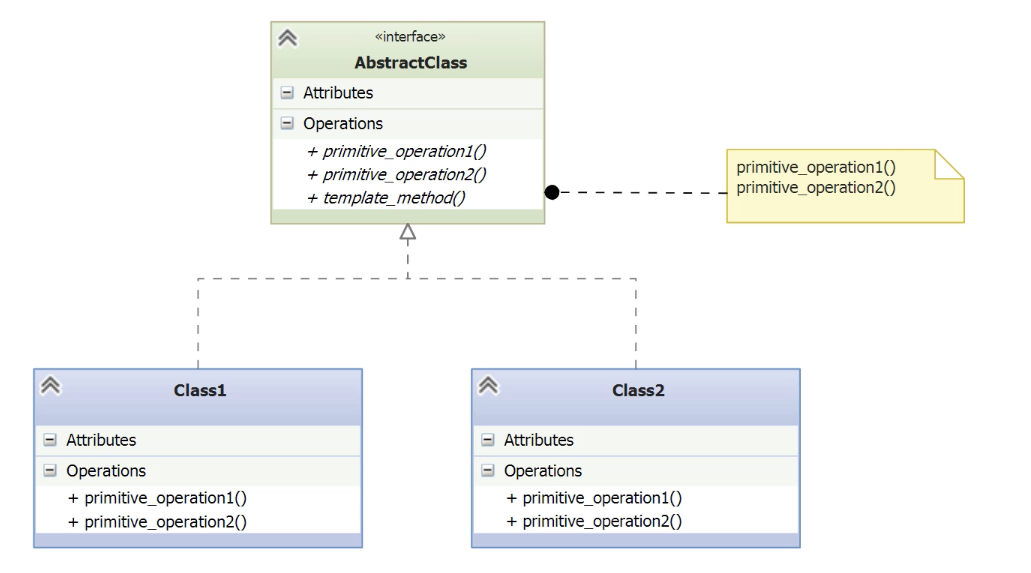 «interface»
AbstractClass
Attributes
Operations
+ primitive_operation1()
+ primitive_operation2()
+ template_method()
primitive_operation1()
primitive_operation2()
Class1
Attributes
Operations
+ primitive_operation1()
+ primitive_operation2()
Class2
Attributes
Operations
+ primitive_operation1()
+ primitive_operation2()